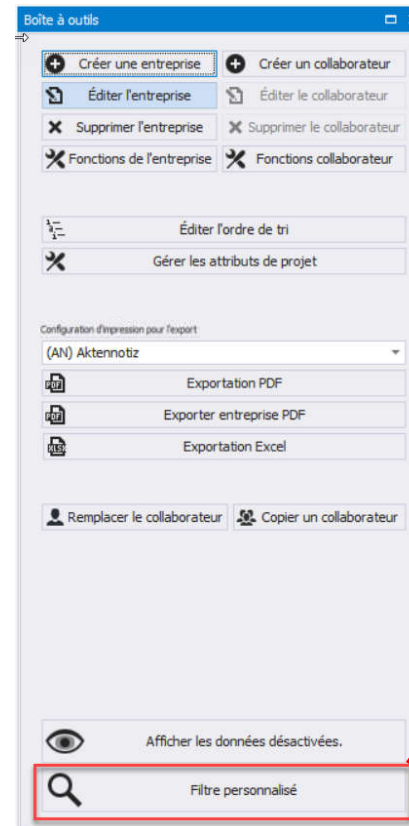 Boîte à outils
Créer une entreprise Créer un collaborateur
Éditer l'entreprise Éditer le collaborateur
Supprimer l'entreprise Supprimer le collaborateur
Fonctions de l'entreprise Fonctions collaborateur
Éditer l'ordre de tri
Gérer les attributs de projet
Configuration d'impression pour l'export
(AN) Aktennotiz
PDF Exportation PDF
PDF Exporter entreprise PDF
XLSX Exportation Excel
Remplacer le collaborateur Copier un collaborateur
Afficher les données désactivées.
Filtre personnalisé